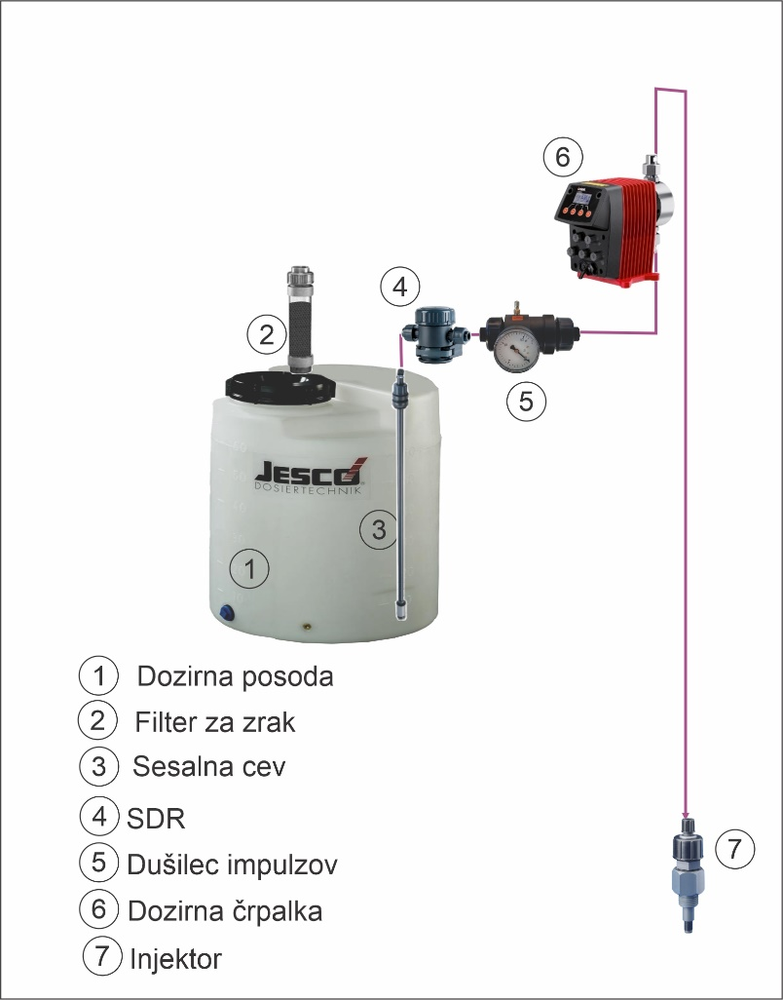 6
4
2
5
JESCO
DOSIERTECHNIK
3
1
7
1 Dozirna posoda
2 Filter za zrak
3 Sesalna cev
4 SDR
5 Dušilec impulzov
6 Dozirna črpalka
7 Injektor